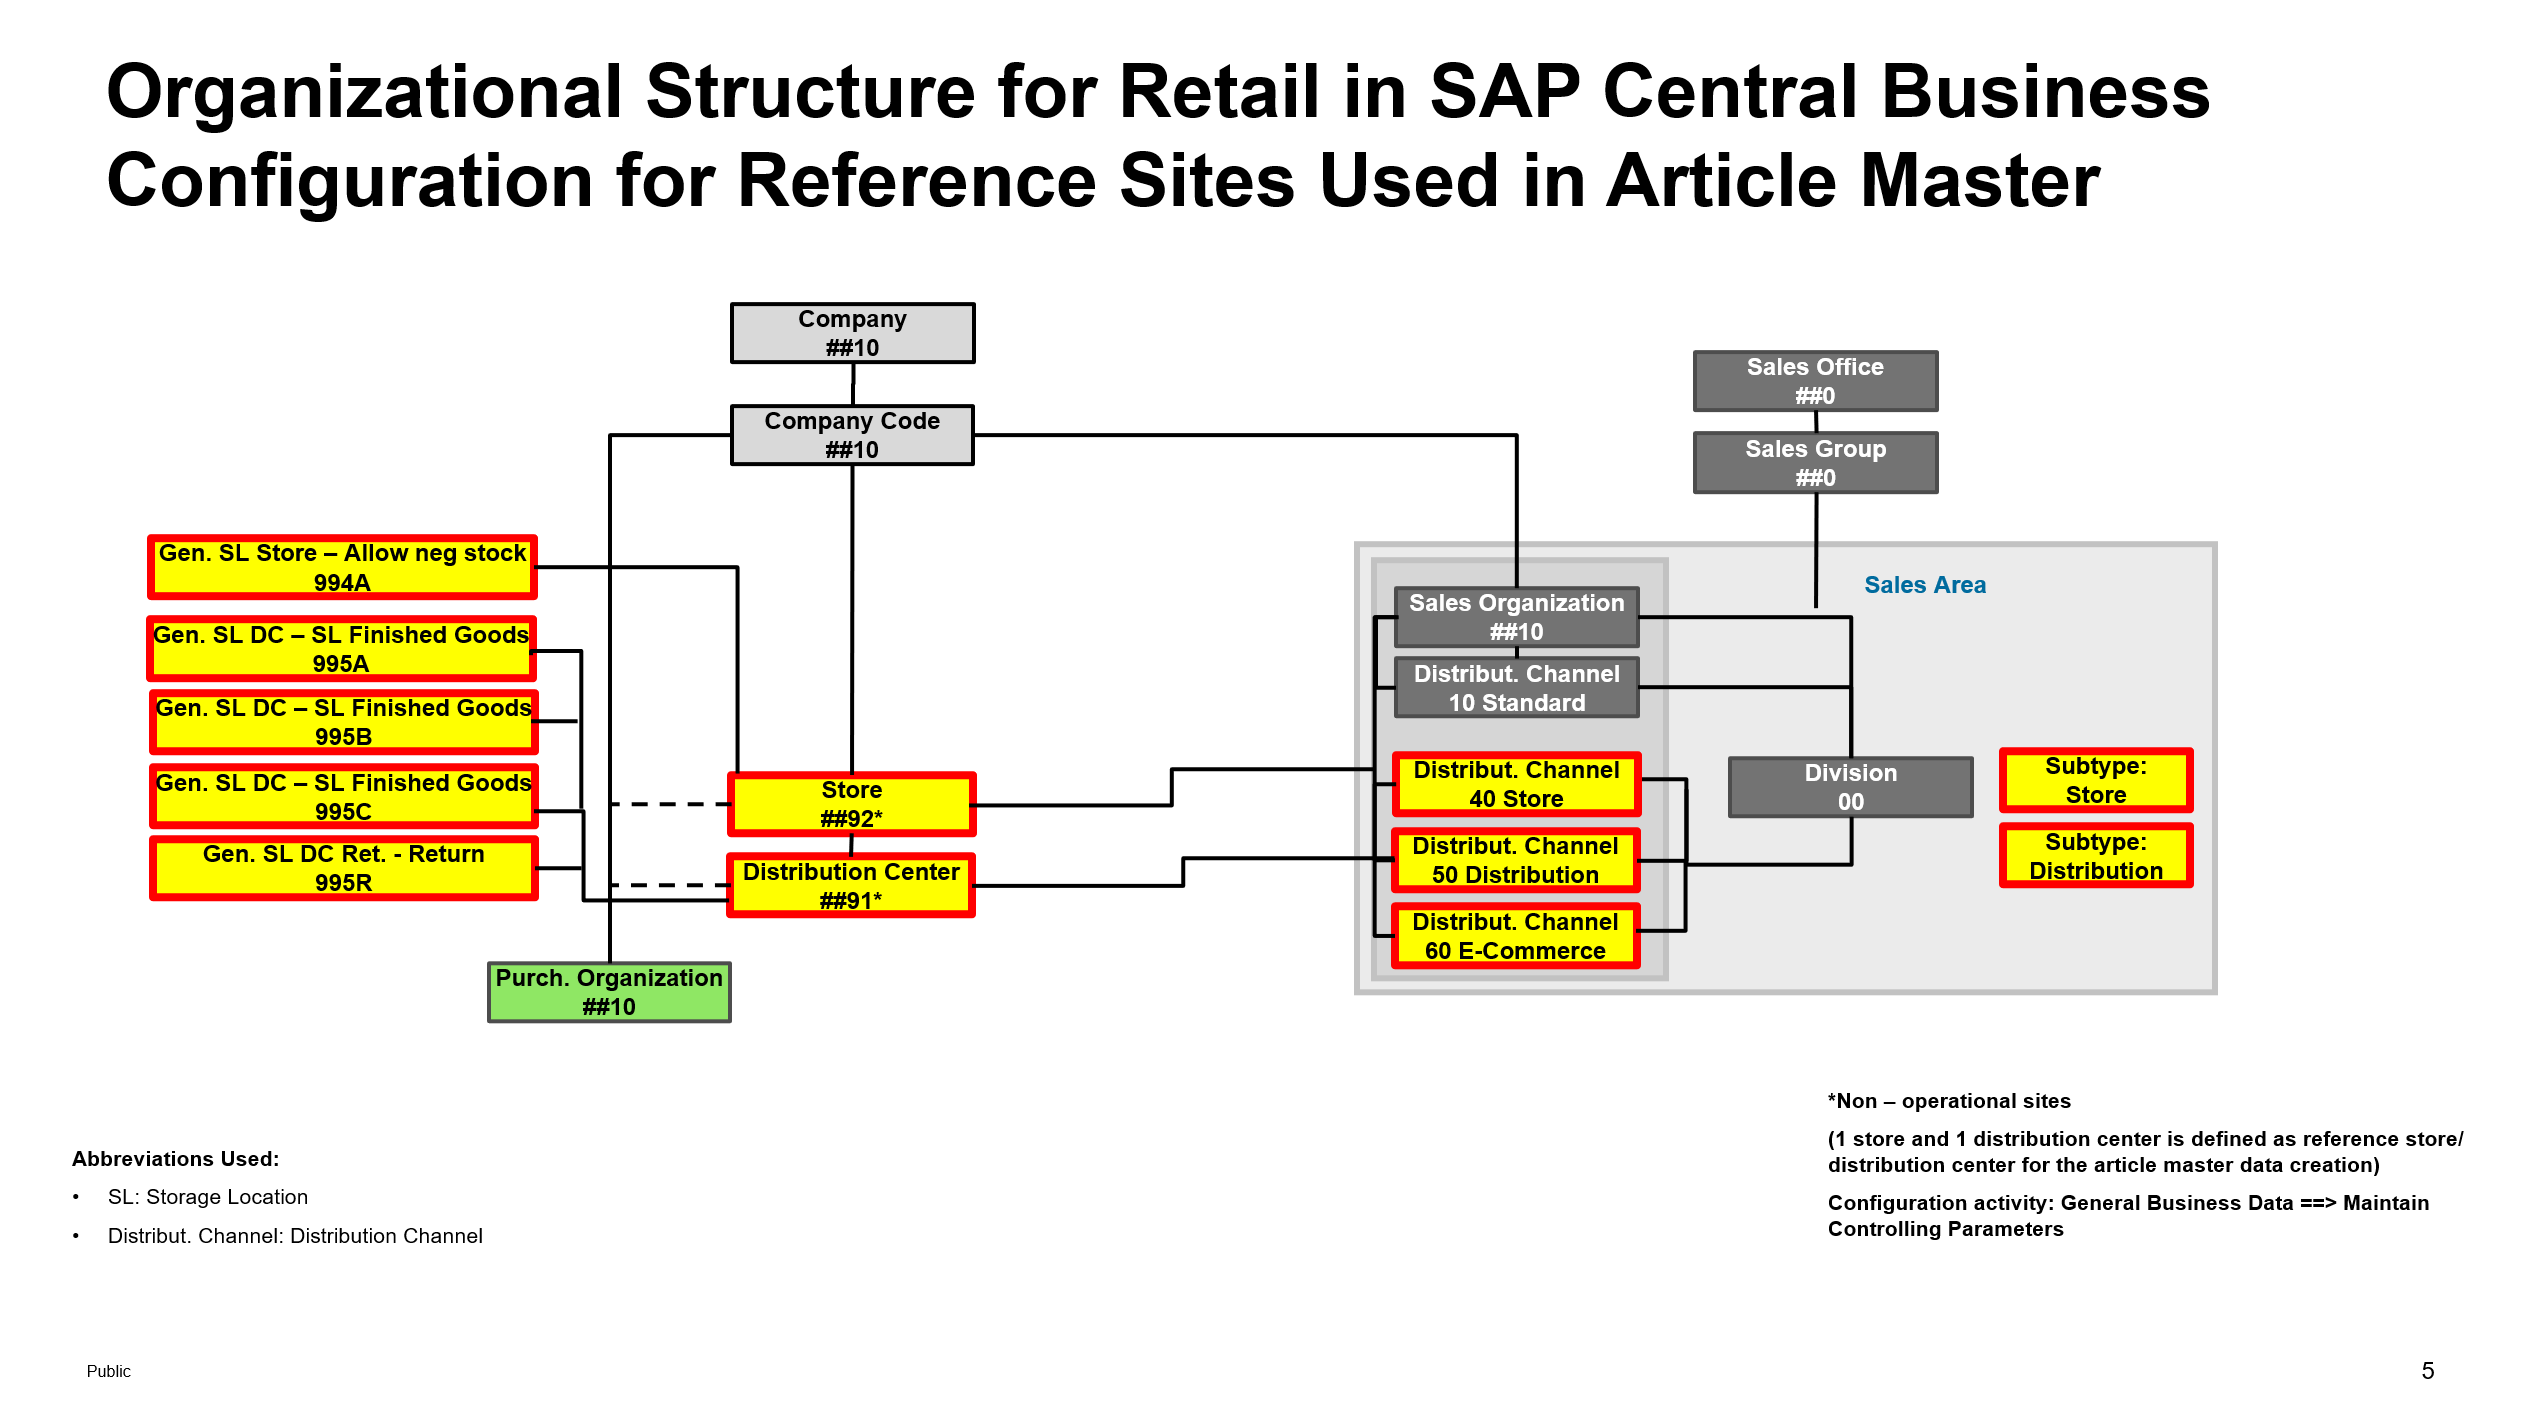 Organizational Structure for Retail in SAP Central Business
Configuration for Reference Sites Used in Article Master
Company
##10
Company Code
##10
Sales Office
##0
Sales Group
##0
Gen. SL Store – Allow neg stock
994A
Gen. SL DC – SL Finished Goods
995A
Gen. SL DC – SL Finished Goods
995B
Gen. SL DC – SL Finished Goods
995C
Gen. SL DC Ret. - Return
995R
Store
##92*
Distribution Center
##91*
Purch. Organization
##10
Sales Area
Sales Organization
##10
Distribut. Channel
10 Standard
Distribut. Channel
40 Store
Distribut. Channel
50 Distribution
Distribut. Channel
60 E-Commerce
Division
00
Subtype:
Store
Subtype:
Distribution
Abbreviations Used:
• SL: Storage Location
• Distribut. Channel: Distribution Channel
*Non – operational sites
(1 store and 1 distribution center is defined as reference store/
distribution center for the article master data creation)
Configuration activity: General Business Data ==> Maintain
Controlling Parameters
Public
5